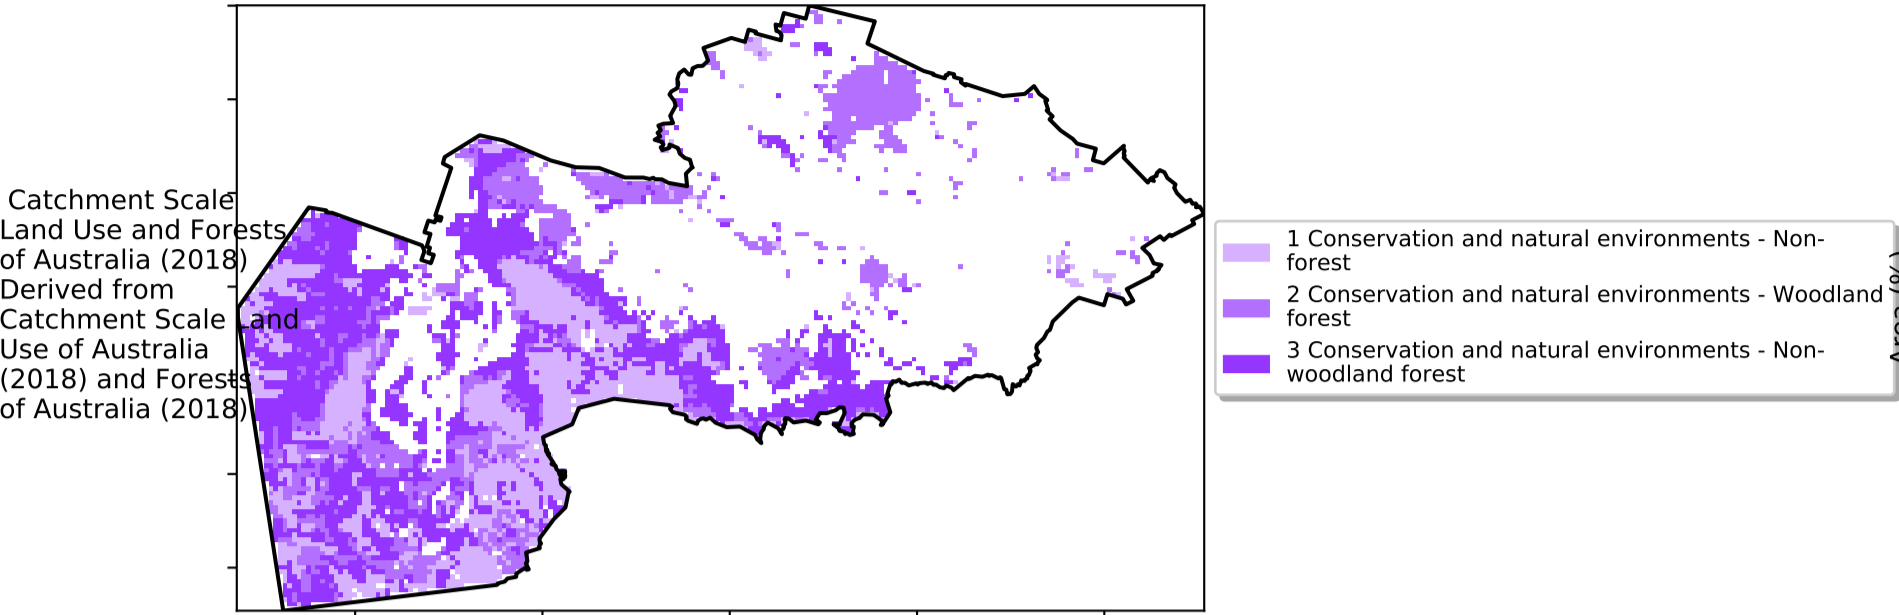 Catchment Scale
Land Use and Forests
of Australia (2018)
Derived from
Catchment Scale Land
Use of Australia
(2018) and Forests
of Australia (2018)
1 Conservation and natural environments - Non-
forest
2 Conservation and natural environments - Woodland
forest
3 Conservation and natural environments - Non-
woodland forest